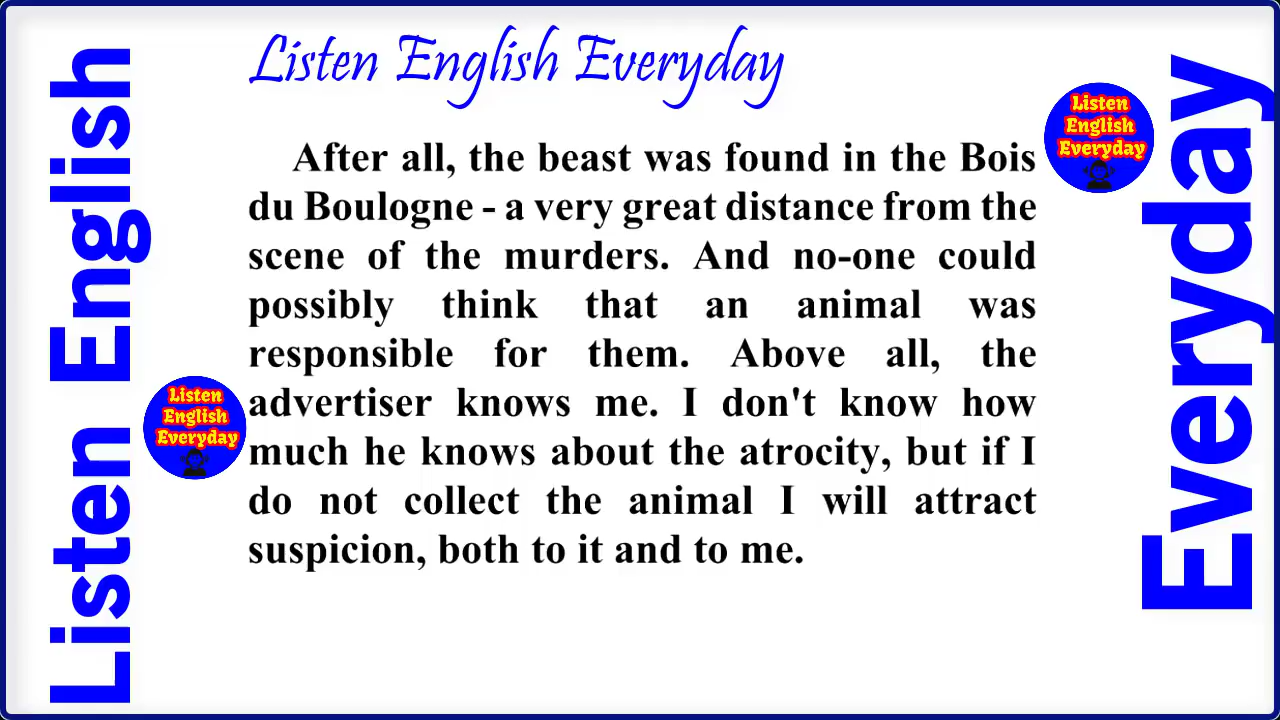 Listen English Everyday
After all, the beast was found in the Bois
du Boulogne - a very great distance from the
scene of the murders. And no-one could
possibly think that an animal was
responsible for them. Above all, the
advertiser knows me. I don't know how
much he knows about the atrocity, but if I
do not collect the animal I will attract
suspicion, both to it and to me.
Listen English
Everyday
Listen
English
Everyday
Listen
English
Everyday